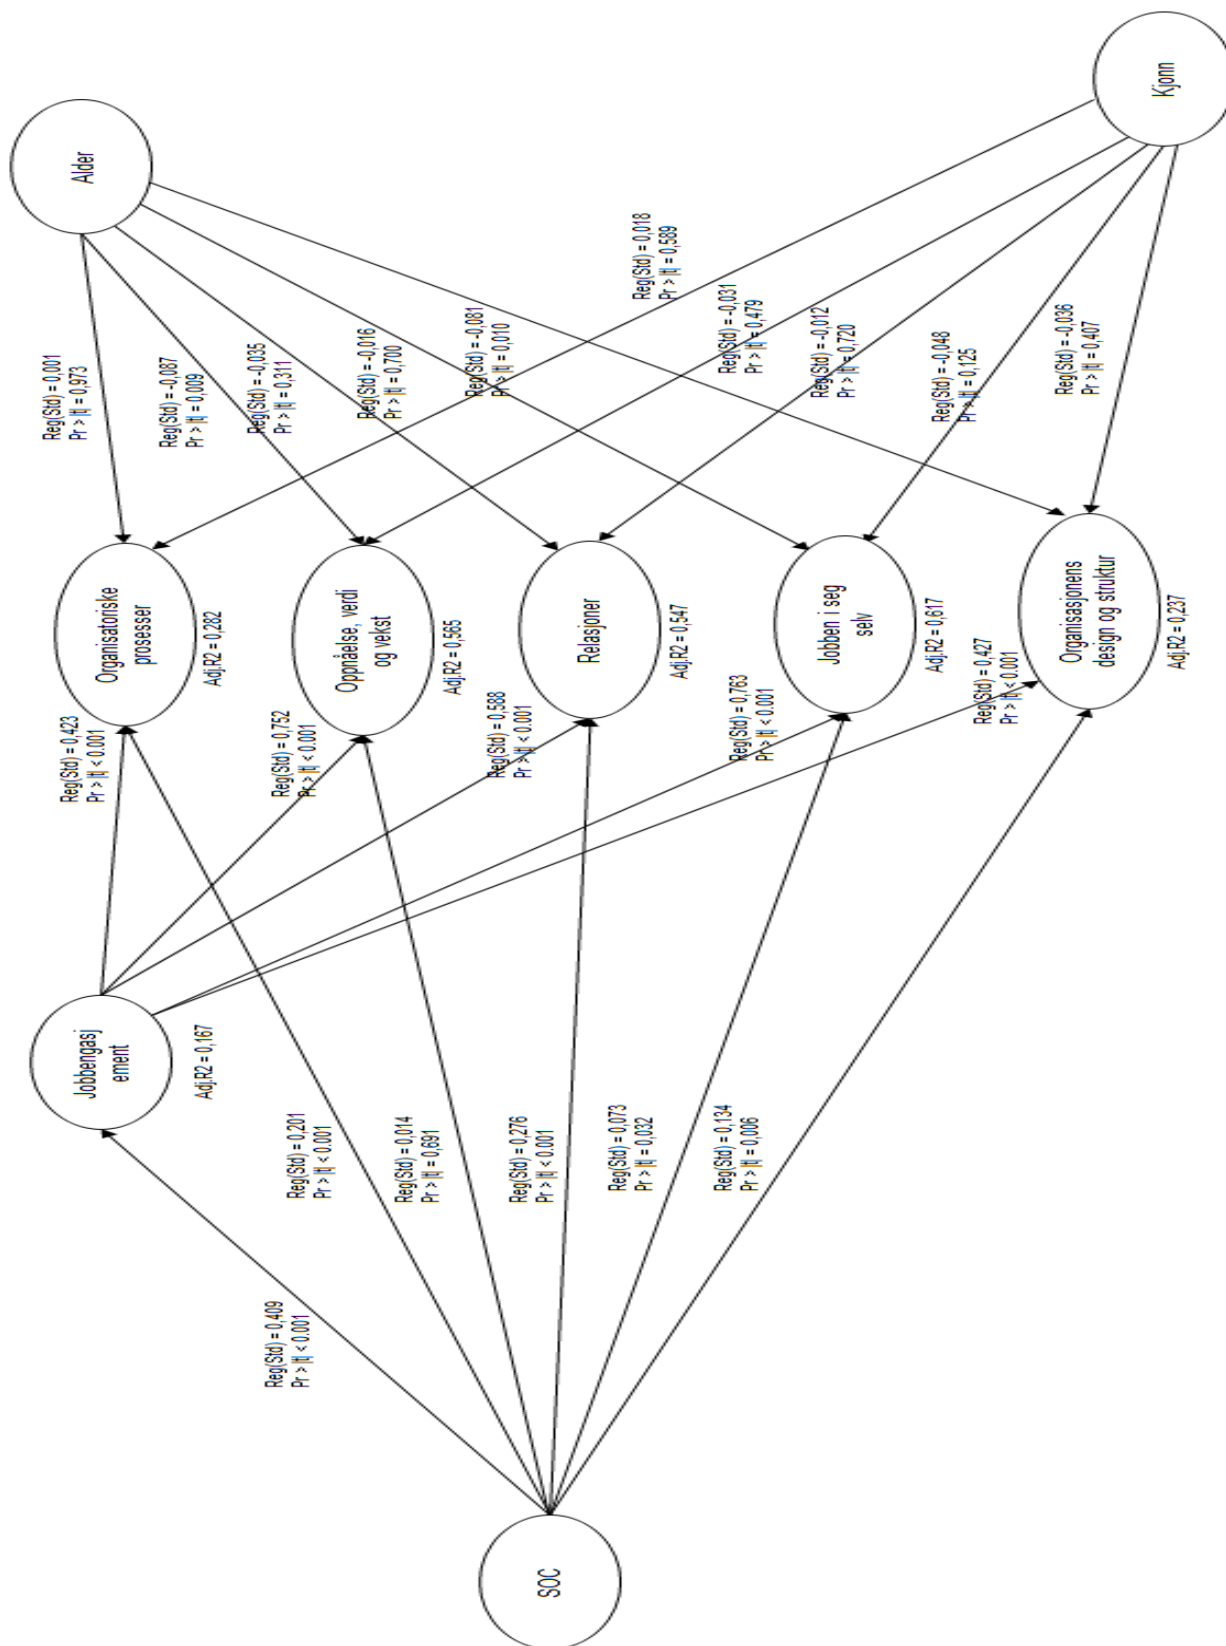 Alder
Jobbengasj
ement
Adj.R2 = 0,167
Reg(Std) = 0,423
Pr > |t| < 0.001
Organisatoriske
prosesser
Adj.R2 = 0,282
Reg(Std) = 0,001
Pr > |t| = 0,973
Reg(Std) = -0,087
Pr > |t| = 0,009
Reg(Std) = -0,035
Pr > |t| = 0,311
Reg(Std) = -0,016
Pr > |t| = 0,700
Reg(Std) = -0,081
Pr > |t| = 0,010
Reg(Std) = 0,409
Pr > |t| < 0.001
Reg(Std) = 0,201
Pr > |t| < 0.001
Reg(Std) = 0,752
Pr > |t| < 0.001
Oppnåelse, verdi
og vekst
Adj.R2 = 0,565
Reg(Std) = 0,014
Pr > |t| = 0,691
Reg(Std) = 0,588
Pr > |t| < 0.001
SOC
Reg(Std) = 0,276
Pr > |t| < 0.001
Relasjoner
Adj.R2 = 0,547
Reg(Std) = 0,018
Pr > |t| = 0,589
Reg(Std) = 0,073
Pr > |t| = 0,032
Reg(Std) = 0,763
Pr > |t| < 0.001
Reg(Std) = -0,031
Pr > |t| = 0,479
Reg(Std) = 0,134
Pr > |t| = 0,006
Jobben i seg
selv
Adj.R2 = 0,617
Reg(Std) = -0,012
Pr > |t| = 0,720
Reg(Std) = -0,048
Pr > |t| = 0,125
Reg(Std) = 0,427
Pr > |t| < 0.001
Organisasjonens
design og struktur
Adj.R2 = 0,237
Reg(Std) = -0,036
Pr > |t| = 0,407
Kjonn